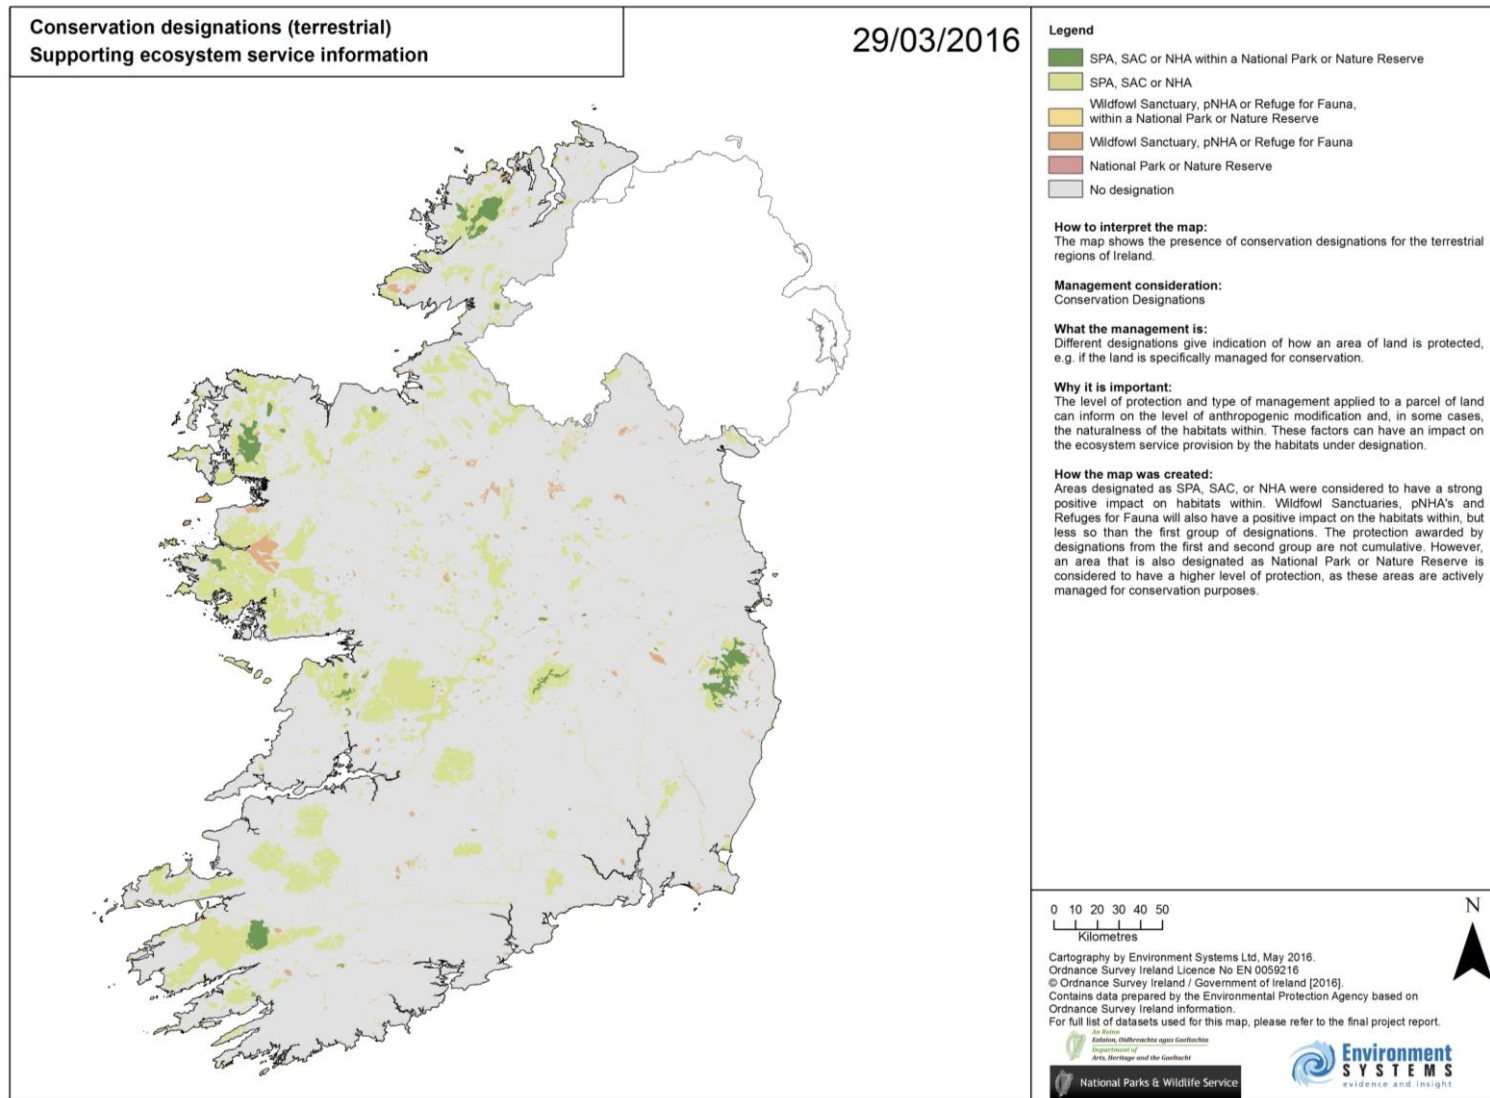 Conservation designations (terrestrial)
Supporting ecosystem service information
29/03/2016
Legend
SPA, SAC or NHA within a National Park or Nature Reserve
SPA, SAC or NHA
Wildfowl Sanctuary, pNHA or Refuge for Fauna,
within a National Park or Nature Reserve
Wildfowl Sanctuary, pNHA or Refuge for Fauna
National Park or Nature Reserve
No designation
How to interpret the map:
The map shows the presence of conservation designations for the terrestrial
regions of Ireland.
Management consideration:
Conservation Designations
What the management is:
Different designations give indication of how an area of land is protected,
e.g. if the land is specifically managed for conservation.
Why it is important:
The level of protection and type of management applied to a parcel of land
can inform on the level of anthropogenic modification and, in some cases,
the naturalness of the habitats within. These factors can have an impact on
the ecosystem service provision by the habitats under designation.
How the map was created:
Areas designated as SPA, SAC, or NHA were considered to have a strong
positive impact on habitats within. Wildfowl Sanctuaries, pNHA's and
Refuges for Fauna will also have a positive impact on the habitats within, but
less so than the first group of designations. The protection awarded by
designations from the first and second group are not cumulative. However,
an area that is also designated as National Park or Nature Reserve is
considered to have a higher level of protection, as these areas are actively
managed for conservation purposes.
0 10 20 30 40 50
Kilometres
N
Cartography by Environment Systems Ltd, May 2016.
Ordnance Survey Ireland Licence No EN 0059216
© Ordnance Survey Ireland / Government of Ireland [2016].
Contains data prepared by the Environmental Protection Agency based on
Ordnance Survey Ireland information.
For full list of datasets used for this map, please refer to the final project report.
An Roinn
Ealaíon, Oidhreachta agus Gaeltachta
Department of
Arts, Heritage and the Gaeltacht
National Parks & Wildlife Service
Environment
SYSTEMS
evidence and insight